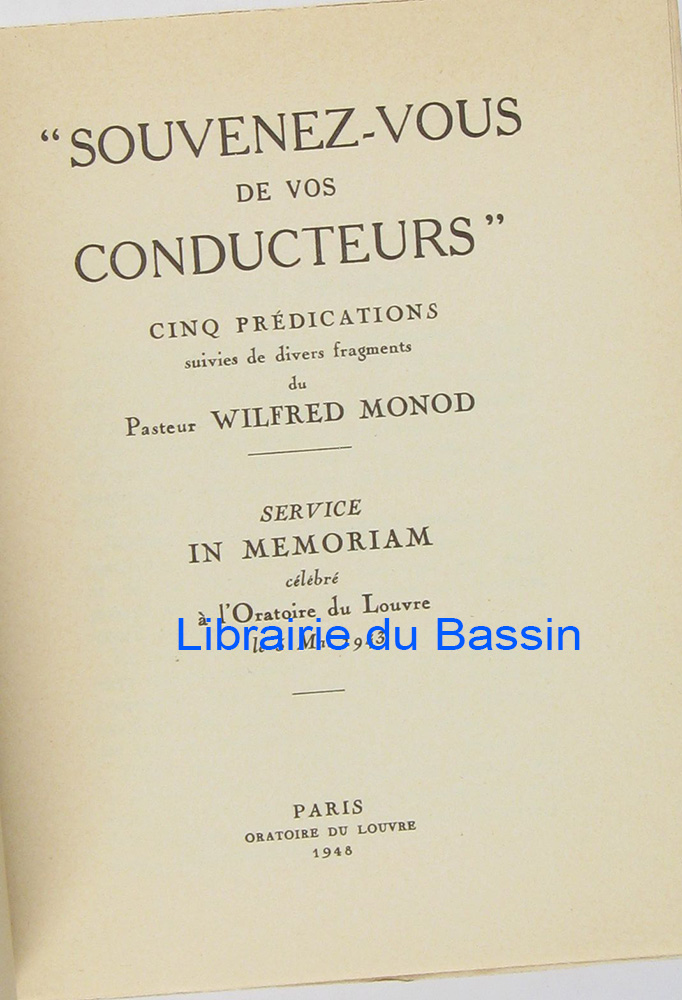 "SOUVENEZ-VOUS
DE VOS
CONDUCTEURS"
CINQ PRÉDICATIONS
suivies de divers fragments
du
Pasteur WILFRED MONOD
SERVICE
IN MEMORIAM
célébré
à l'Oratoire du Louvre
Librairie du Bassin
1943
PARIS
ORATOIRE DU LOUVRE
1948